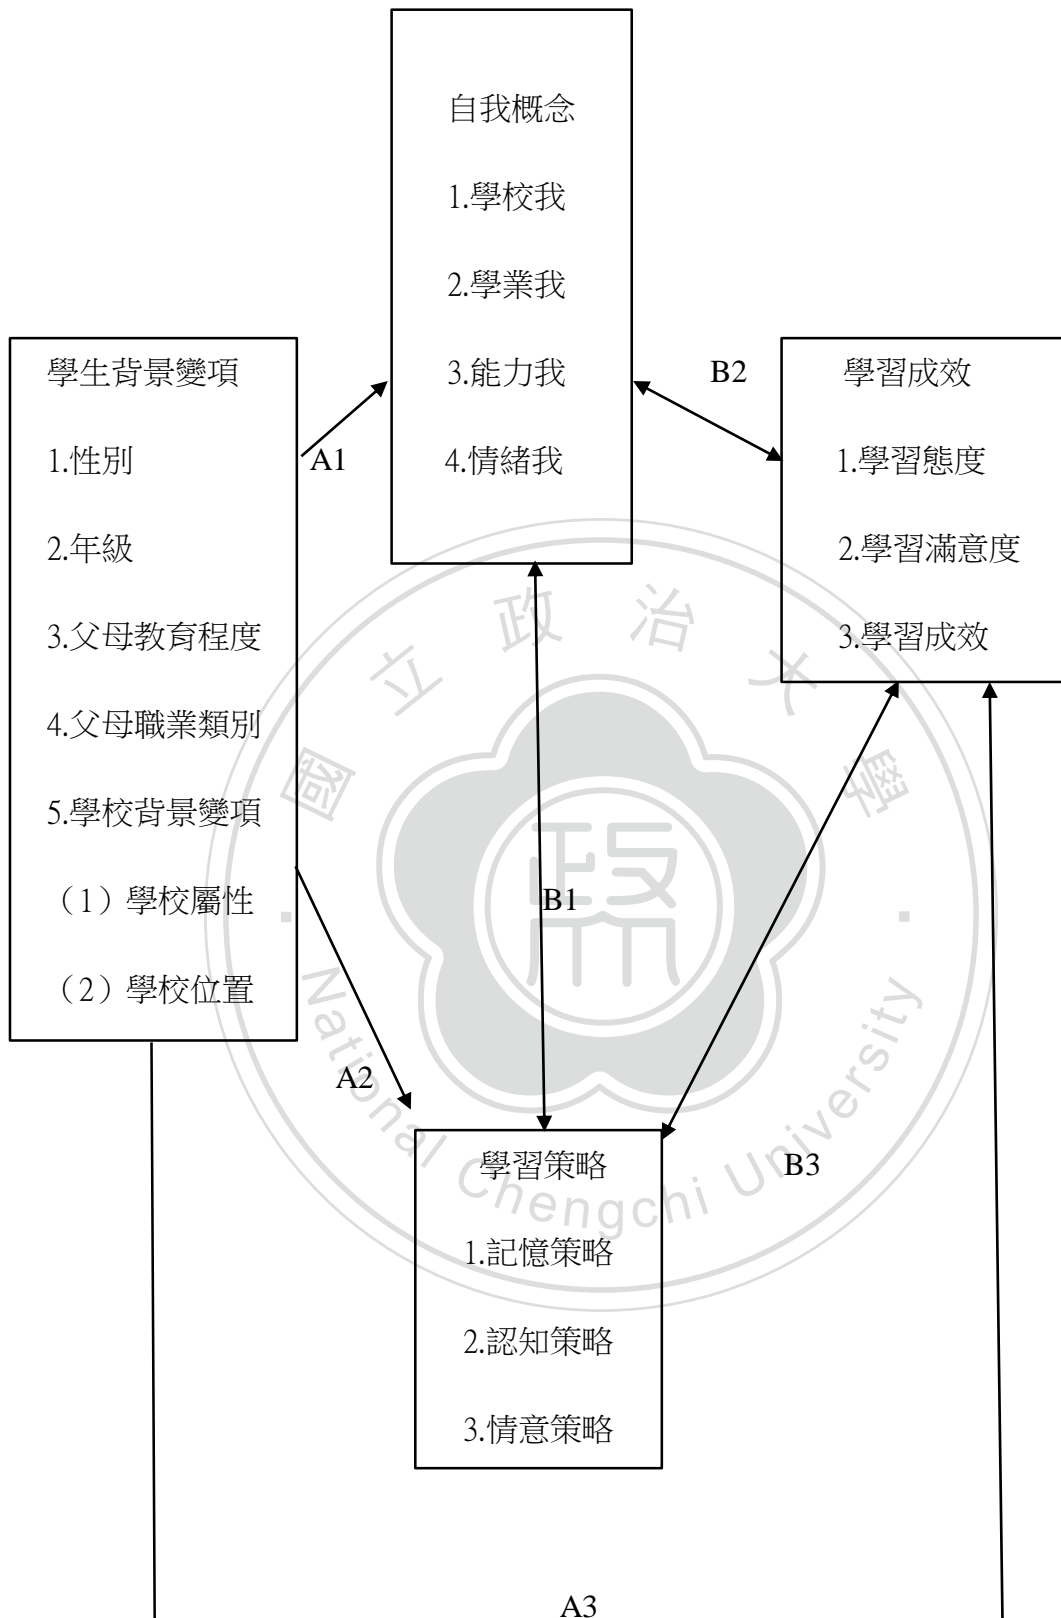 自我概念
1.學校我
2.學業我
3.能力我
4.情緒我
學生背景變項
1.性別
2.年級
3.父母教育程度
4.父母職業類別
5.學校背景變項
（1）學校屬性
（2）學校位置
A1
B2
學習成效
1.學習態度
2.學習滿意度
3.學習成效
B1
A2
B3
學習策略
1.記憶策略
2.認知策略
3.情意策略
A3
國立政治大學
政
National Chengchi University